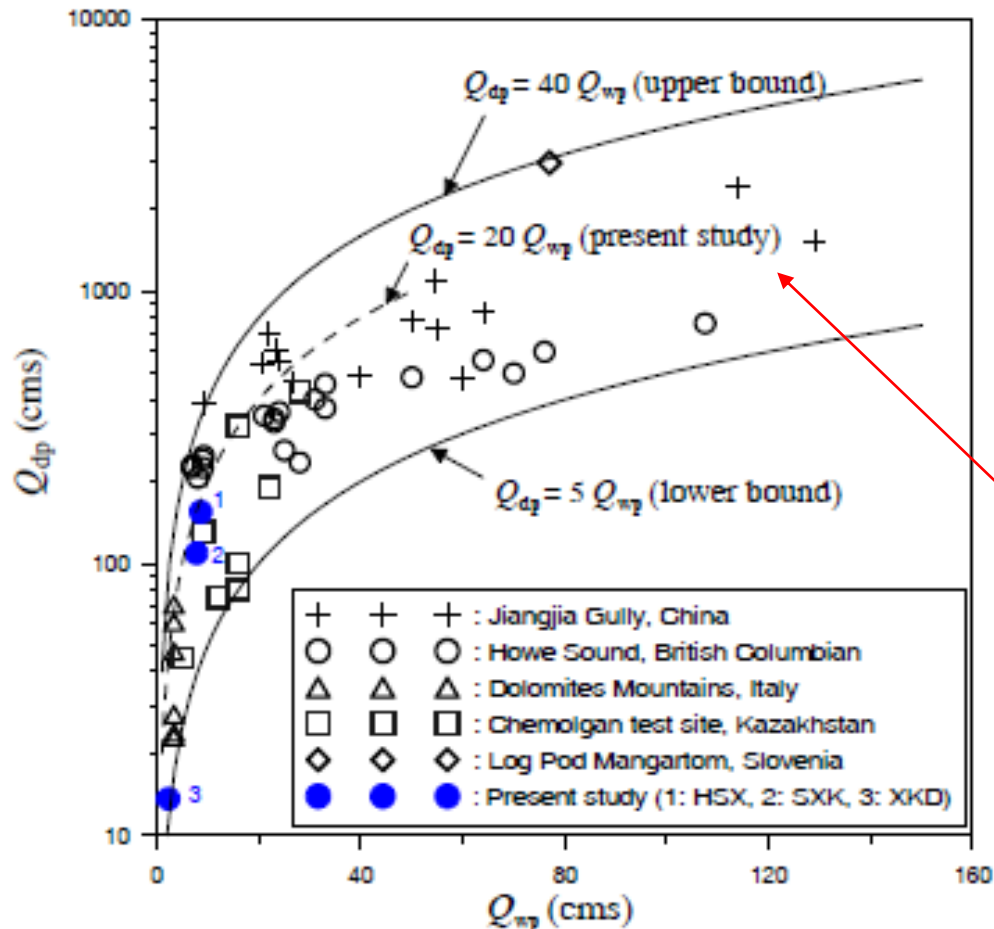 10000
Qdp = 40 Qwp (upper bound)
Qdp = 20 Qwp (present study)
1000
Qdp (cms)
Qdp = 5 Qwp (lower bound)
1
2
100
: Jiangjia Gully, China
: Howe Sound, British Columbian
: Dolomites Mountains, Italy
: Chemolgan test site, Kazakhstan
: Log Pod Mangartom, Slovenia
3
: Present study (1: HSX, 2: SXK, 3: XKD)
10
0 40 80 120 160
Qwp (cms)